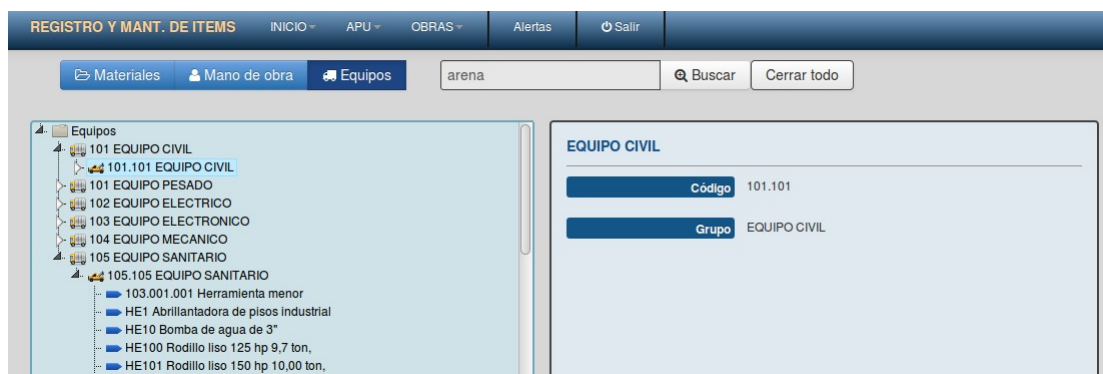 REGISTRO Y MANT. DE ITEMS INICIO APU OBRAS Alertas Salir
Materiales Mano de obra Equipos arena Buscar Cerrar todo
Equipos
101 EQUIPO CIVIL
101.101 EQUIPO CIVIL
101 EQUIPO PESADO
102 EQUIPO ELECTRICO
103 EQUIPO ELECTRONICO
104 EQUIPO MECANICO
105 EQUIPO SANITARIO
105.105 EQUIPO SANITARIO
103.001.001 Herramienta menor
HE1 Abrillantadora de pisos industrial
HE10 Bomba de agua de 3"
HE100 Rodillo liso 125 hp 9,7 ton,
HE101 Rodillo liso 150 hp 10,00 ton,
EQUIPO CIVIL
Código 101.101
Grupo EQUIPO CIVIL